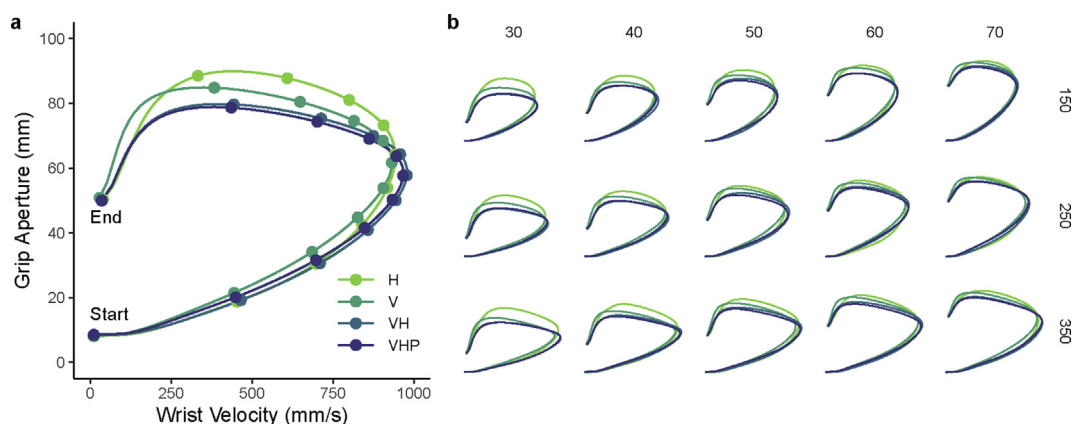 a
100
80
60
40
20
0
Grip Aperture (mm)
End
Start
H
V
VH
VHP
0 250 500 750 1000
Wrist Velocity (mm/s)
b
30 40 50 60 70
150
250
350